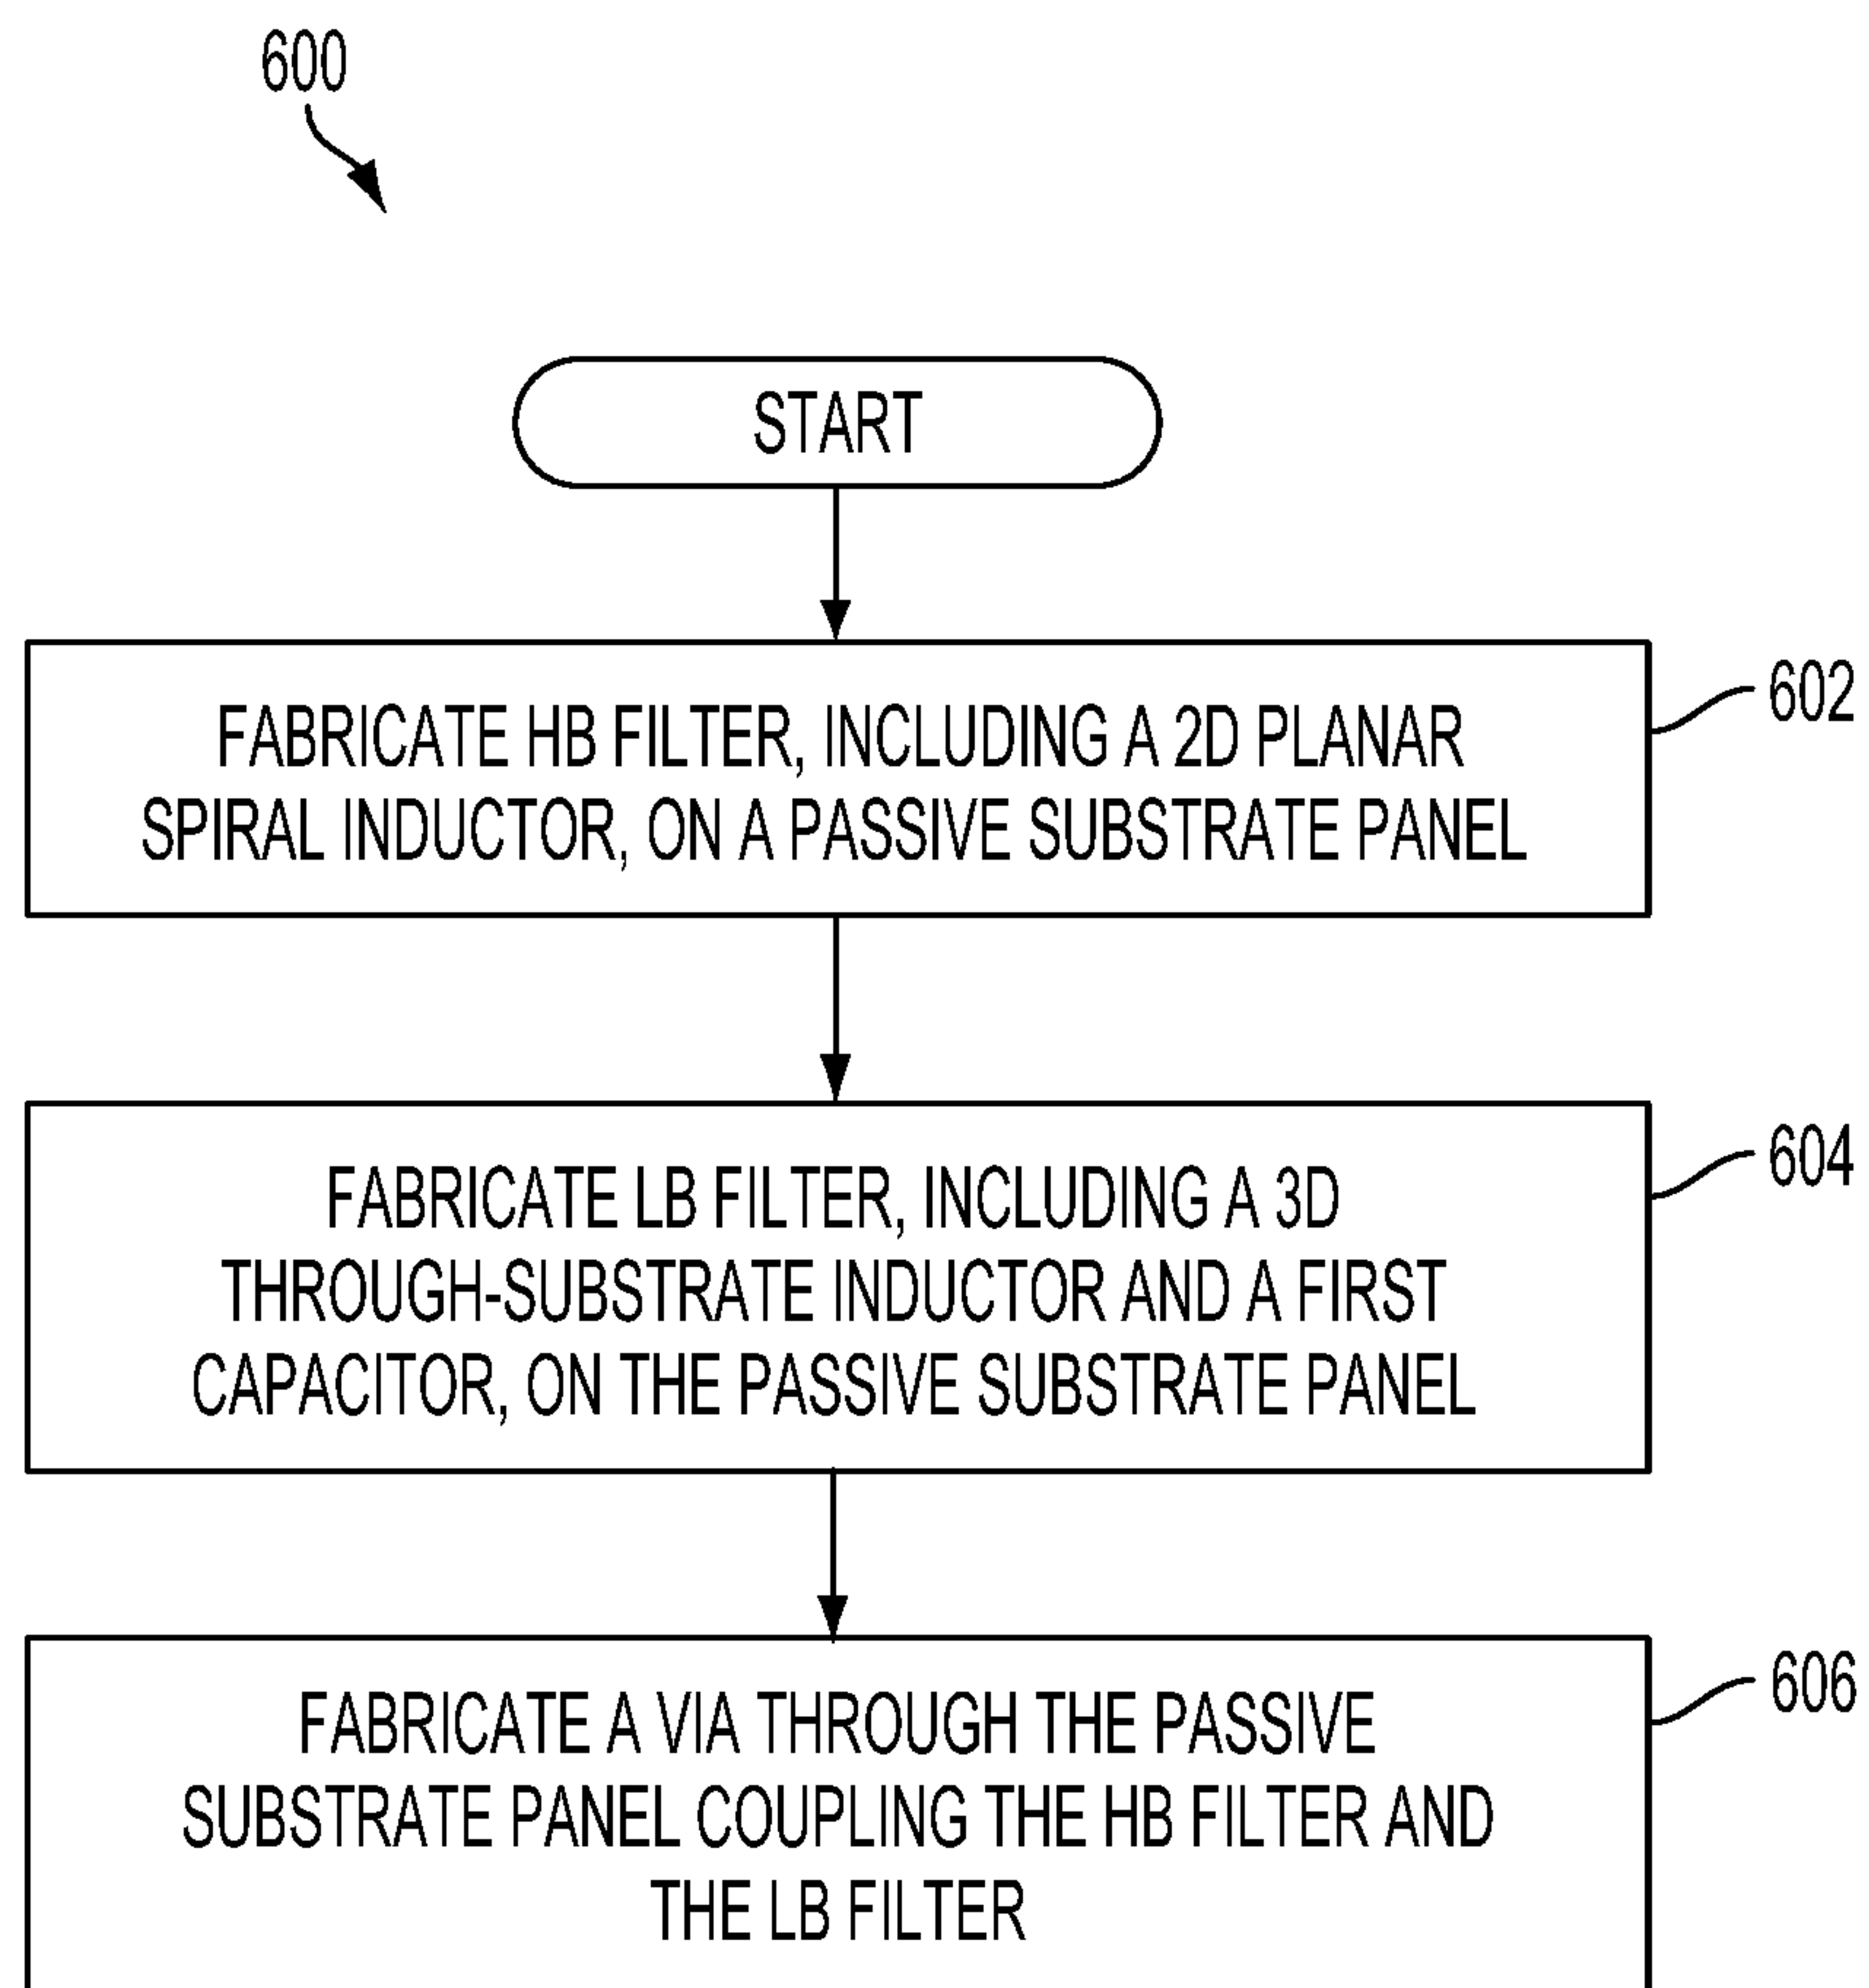 600
START
FABRICATE HB FILTER, INCLUDING A 2D PLANAR
SPIRAL INDUCTOR, ON A PASSIVE SUBSTRATE PANEL
602
FABRICATE LB FILTER, INCLUDING A 3D
THROUGH-SUBSTRATE INDUCTOR AND A FIRST
CAPACITOR, ON THE PASSIVE SUBSTRATE PANEL
604
FABRICATE A VIA THROUGH THE PASSIVE
SUBSTRATE PANEL COUPLING THE HB FILTER AND
THE LB FILTER
606